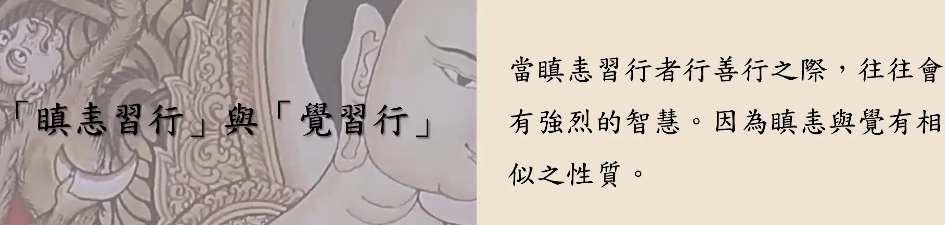 「瞋恚習行」與「覺習行」
當瞋恚習行者行善行之際，往往會
有強烈的智慧。因為瞋恚與覺有相
似之性質。